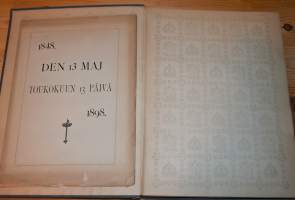 1848.
DEN 13 MAJ
TOUKOKUUN 13 PÄIVÄ
1898.